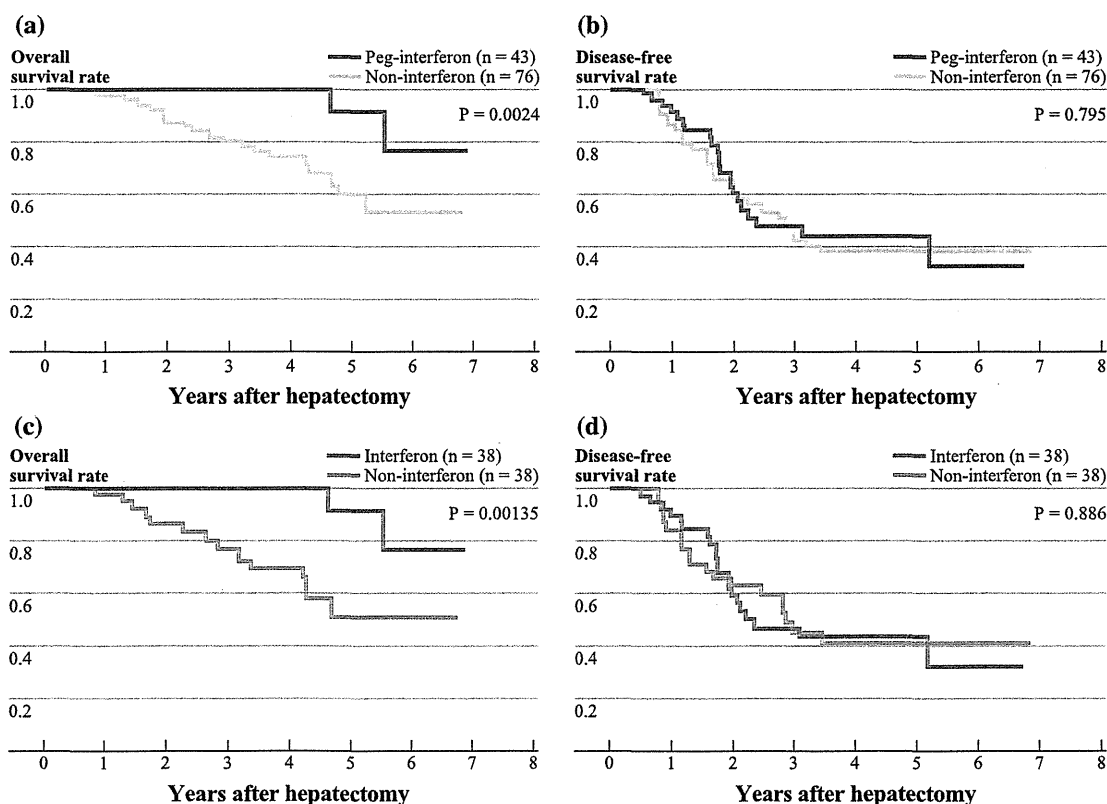 (a)
Overall
survival rate
Peg-interferon (n = 43)
Non-interferon (n = 76)
P = 0.0024
1.0
0.8
0.6
0.4
0.2
0 1 2 3 4 5 6 7 8
Years after hepatectomy
(b)
Disease-free
survival rate
Peg-interferon (n = 43)
Non-interferon (n = 76)
P = 0.795
1.0
0.8
0.6
0.4
0.2
0 1 2 3 4 5 6 7 8
Years after hepatectomy
(c)
Overall
survival rate
Interferon (n = 38)
Non-interferon (n = 38)
P = 0.00135
1.0
0.8
0.6
0.4
0.2
0 1 2 3 4 5 6 7 8
Years after hepatectomy
(d)
Disease-free
survival rate
Interferon (n = 38)
Non-interferon (n = 38)
P = 0.886
1.0
0.8
0.6
0.4
0.2
0 1 2 3 4 5 6 7 8
Years after hepatectomy